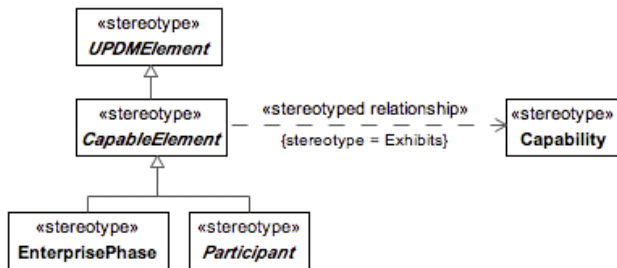 «stereotype»
UPDMElement
«stereotype»
CapableElement
«stereotyped relationship»
{stereotype = Exhibits}
«stereotype»
Capability
«stereotype»
EnterprisePhase
«stereotype»
Participant